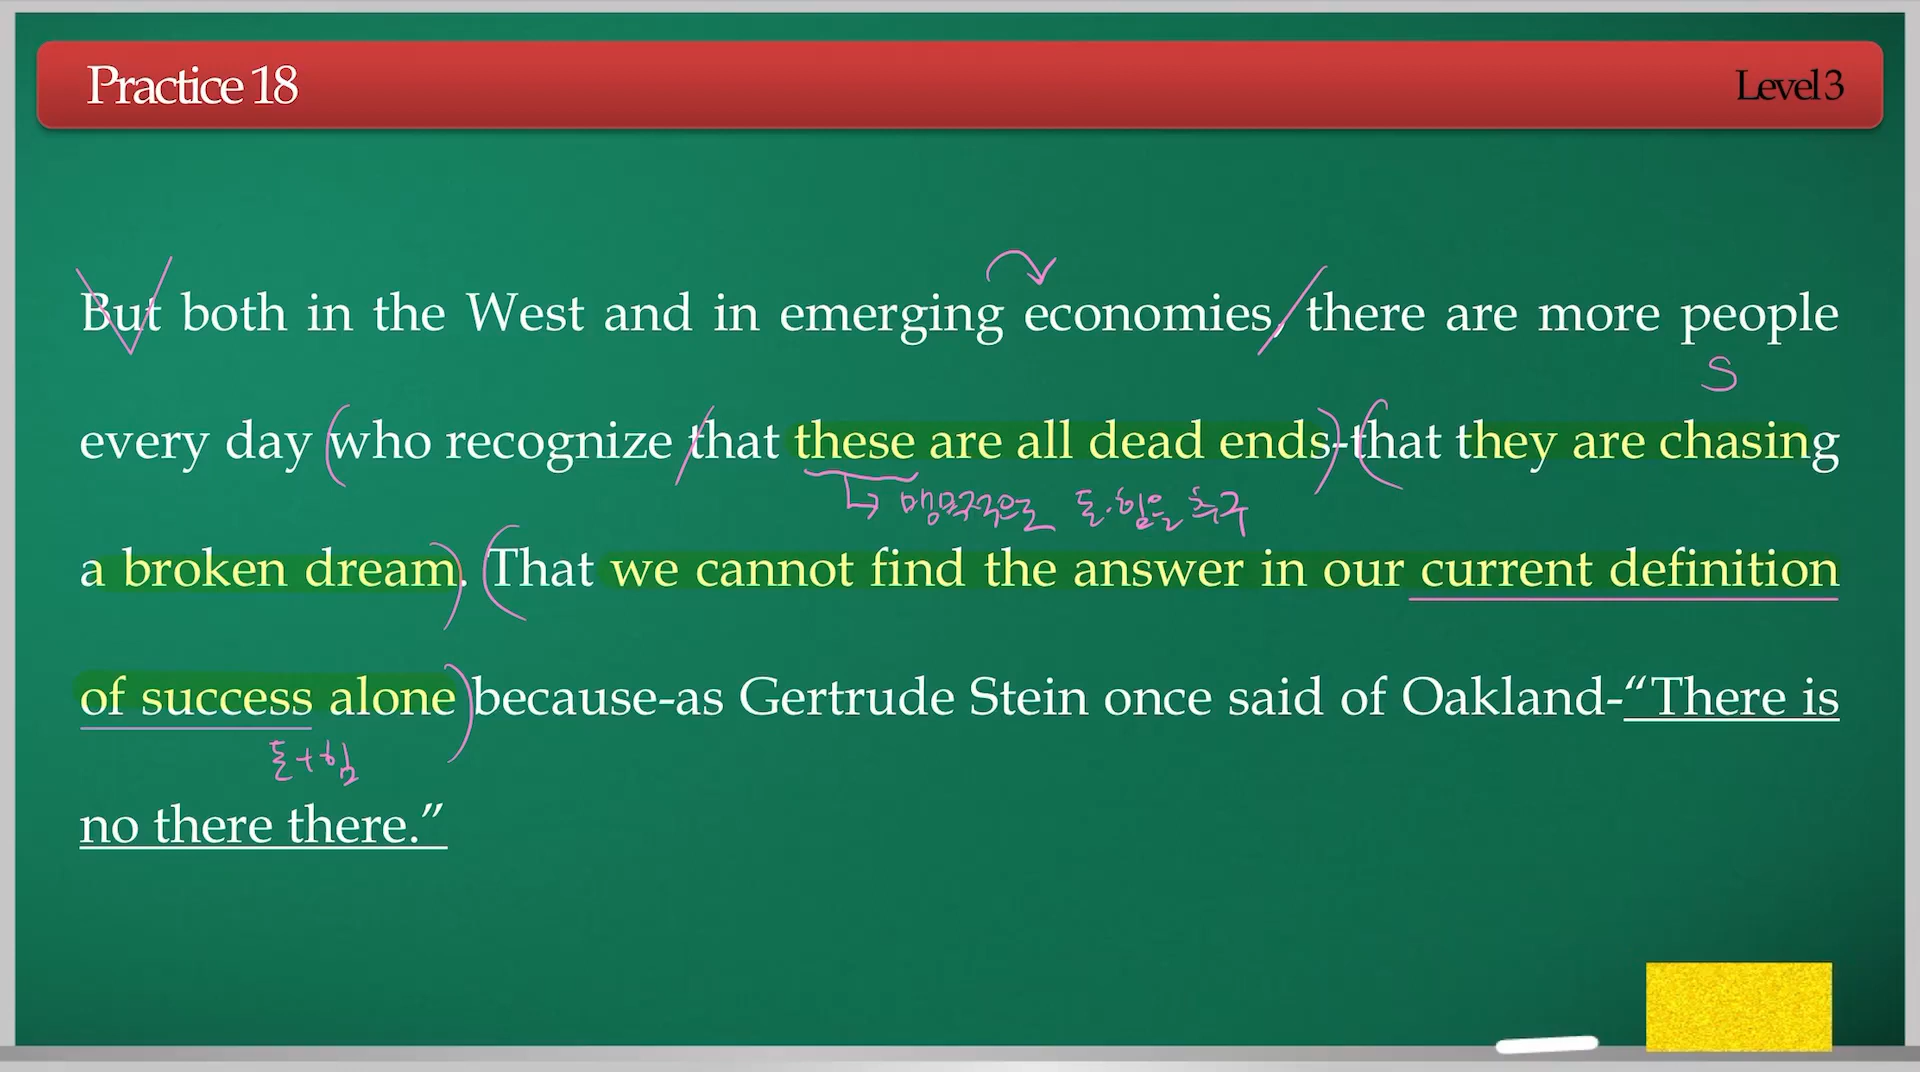 Practice 18
Level 3
But both in the West and in emerging economies, there are more people
S
every day who recognize that these are all dead ends-that they are chasing
↳ 맹목적으로 돈·힘을 추구
a broken dream. That we cannot find the answer in our current definition
of success alone because-as Gertrude Stein once said of Oakland-“There is
돈+힘
no there there.”